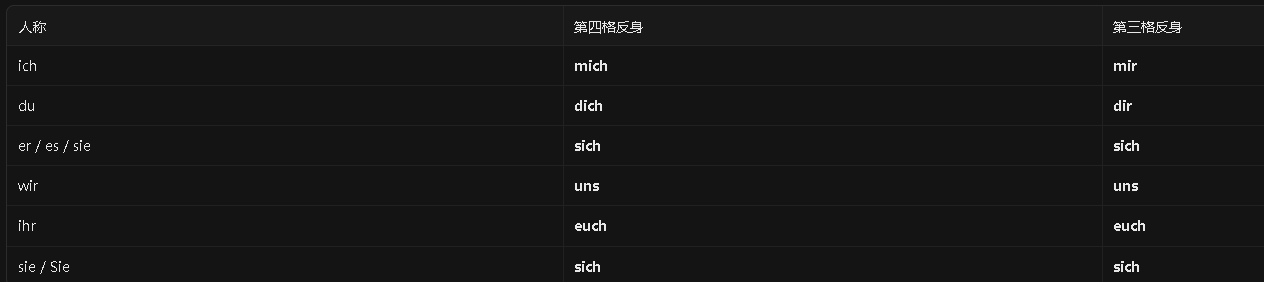 人称 第四格反身 第三格反身
ich mich mir
du dich dir
er / es / sie sich sich
wir uns uns
ihr euch euch
sie / Sie sich sich